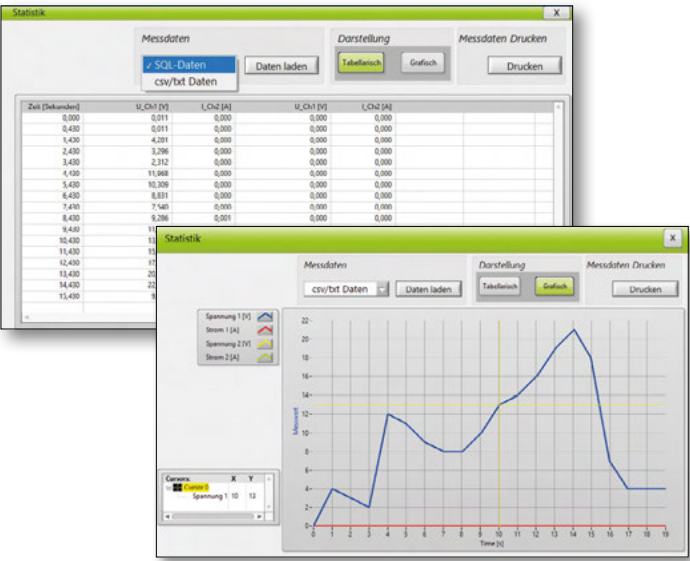 Statistik X
Messdaten Darstellung Messdaten Drucken
✓ SQL-Daten Daten laden Tabellarisch Grafisch Drucken
csv/txt Daten
Zeit [Sekunden] U_Ch1 [V] I_Ch2 [A] U_Ch1 [V] I_Ch2 [A]
0,000 0,011 0,000 0,000 0,000
0,430 0,011 0,000 0,000 0,000
1,430 4,201 0,000 0,000 0,000
2,430 3,296 0,000 0,000 0,000
3,430 2,312 0,000 0,000 0,000
4,430 11,968 0,000 0,000 0,000
5,430 10,309 0,000 0,000 0,000
6,430 8,831 0,000 0,000 0,000
7,430 7,540 0,000 0,000 0,000
8,430 9,286 0,001 0,000 0,000
9,430
10,430
11,430
12,430
13,430
14,430
15,430
Statistik X
Messdaten Darstellung Messdaten Drucken
csv/txt Daten Daten laden Tabellarisch Grafisch Drucken
Spannung 1 [V]
Strom 1 [A]
Spannung 2 [V]
Strom 2 [A]
Cursors: X Y
Cursor 0
Spannung 1 10 13
Messwert
22
20
18
16
14
12
10
8
6
4
2
0
0 1 2 3 4 5 6 7 8 9 10 11 12 13 14 15 16 17 18 19
Time [s]